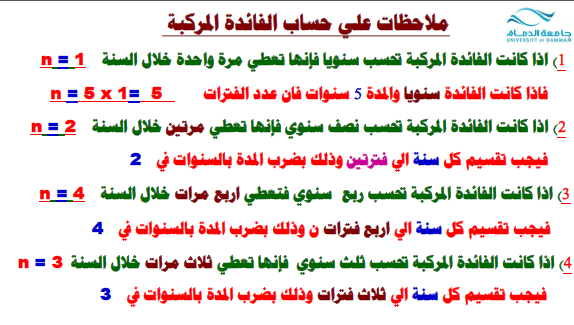 ملاحظات علي حساب الفائدة المركبة
جامعة الدمام
UNIVERSITY OF DAMMAM
1) اذا كانت الفائدة المركبة تحسب سنويا فإنها تعطي مرة واحدة خلال السنة n = 1
فاذا كانت الفائدة سنويا والمدة 5 سنوات فان عدد الفترات n = 5 x 1= 5
2) اذا كانت الفائدة المركبة تحسب نصف سنوي فإنها تعطي مرتين خلال السنة n = 2
فيجب تقسيم كل سنة الي فترتين وذلك بضرب المدة بالسنوات في 2
3) اذا كانت الفائدة المركبة تحسب ربع سنوي فتعطي اربع مرات خلال السنة n = 4
فيجب تقسيم كل سنة الي اربع فترات ن وذلك بضرب المدة بالسنوات في 4
4) اذا كانت الفائدة المركبة تحسب ثلث سنوي فإنها تعطي ثلاث مرات خلال السنة n = 3
فيجب تقسيم كل سنة الي ثلاث فترات وذلك بضرب المدة بالسنوات في 3